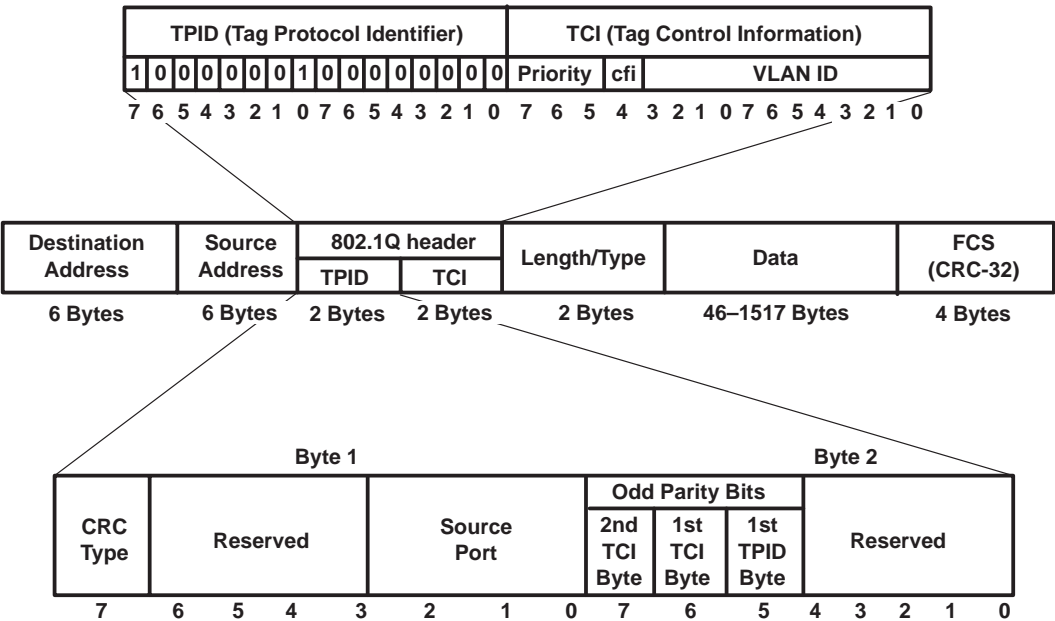 TPID (Tag Protocol Identifier) TCI (Tag Control Information)
1 0 0 0 0 0 0 1 0 0 0 0 0 0 0 0 Priority cfi VLAN ID
7 6 5 4 3 2 1 0 7 6 5 4 3 2 1 0 7 6 5 4 3 2 1 0 7 6 5 4 3 2 1 0
Destination Address
Source Address
802.1Q header
TPID TCI
Length/Type
Data
FCS (CRC-32)
6 Bytes 6 Bytes 2 Bytes 2 Bytes 2 Bytes 46–1517 Bytes 4 Bytes
Byte 1 Byte 2
CRC Type
Reserved
Source Port
Odd Parity Bits
2nd TCI Byte
1st TCI Byte
1st TPID Byte
Reserved
7 6 5 4 3 2 1 0 7 6 5 4 3 2 1 0